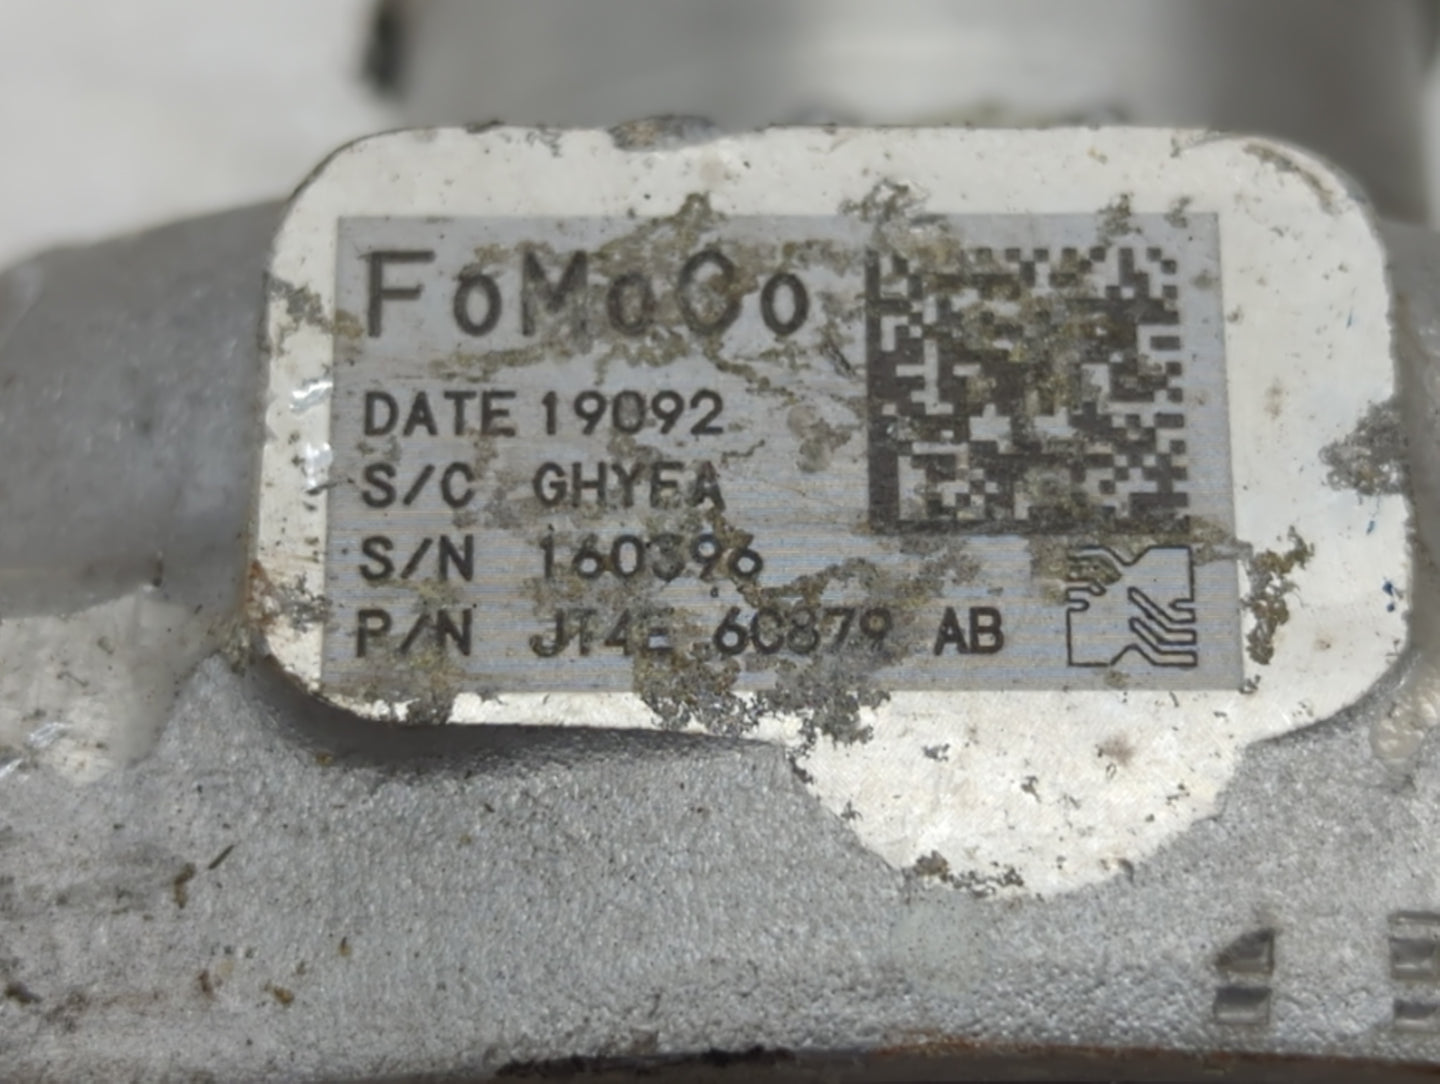 FoMoCo
DATE 19092
S/C GHYFA
S/N 160396
P/N JT4E 6C879 AB